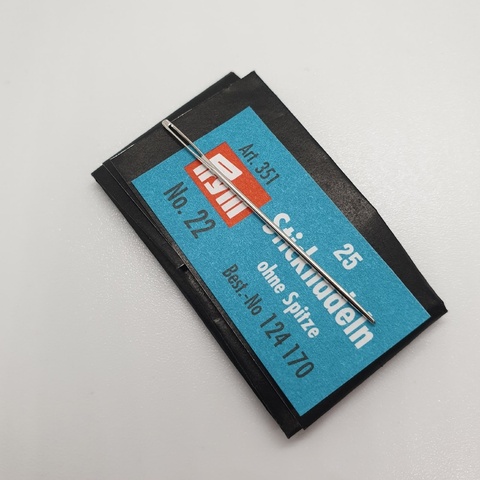 Art. 351
Prym
No. 22
25
Sticknadeln
ohne Spitze
Best.-No 124 170